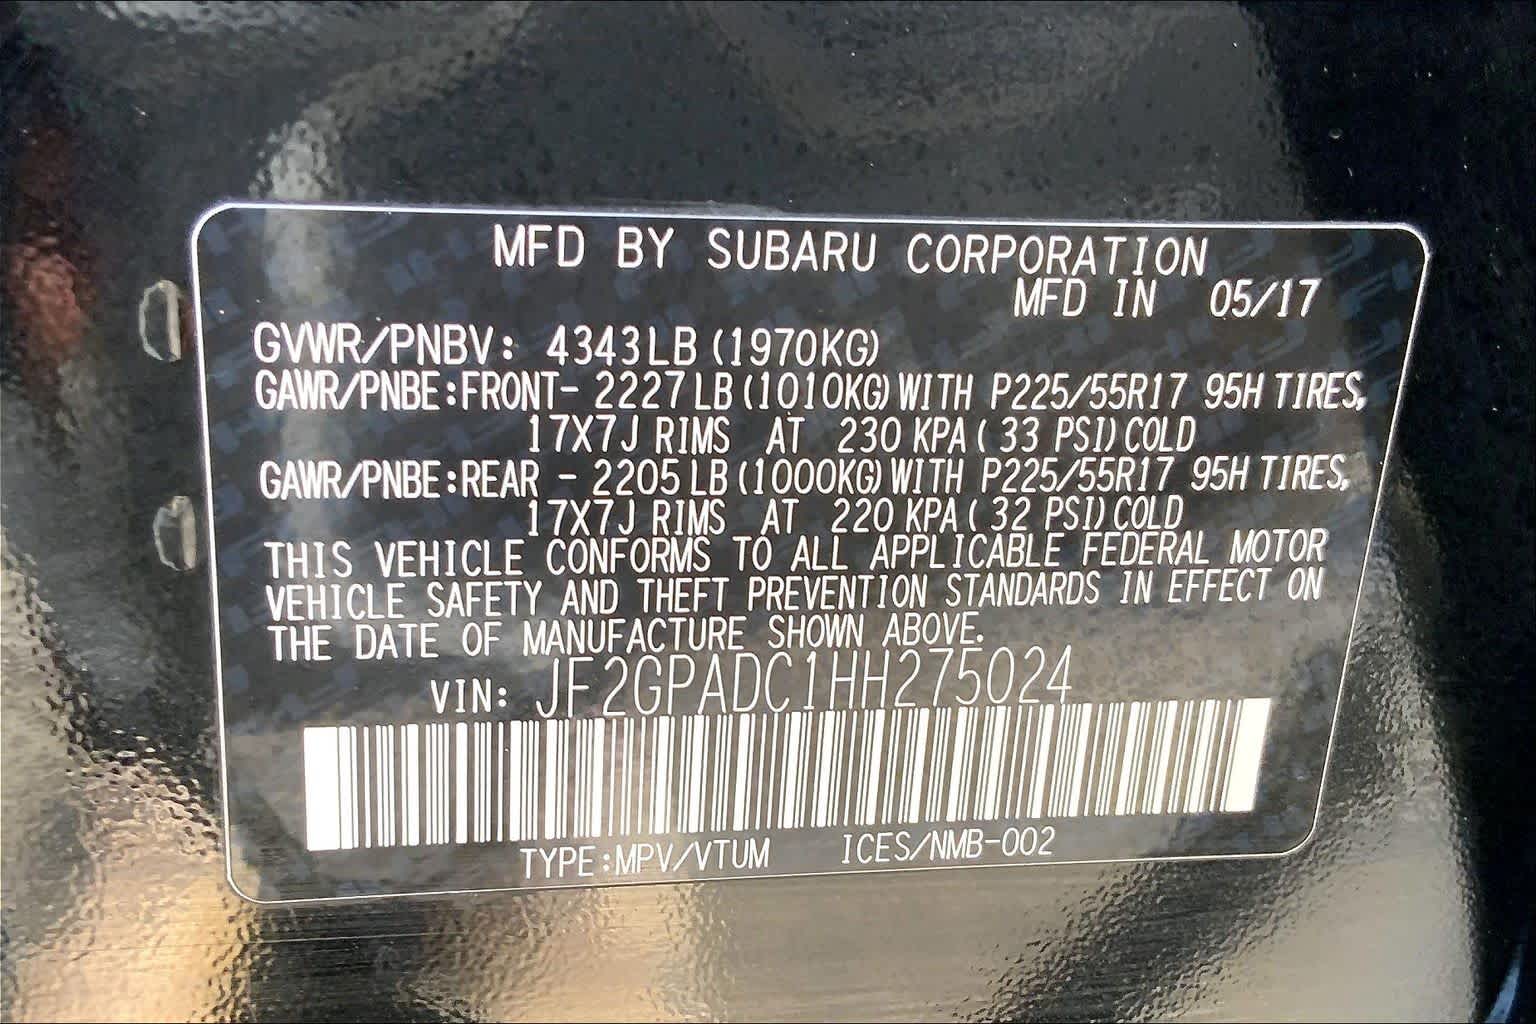 MFD BY SUBARU CORPORATION
MFD IN 05/17
GVWR/PNBV: 4343LB (1970KG)
GAWR/PNBE:FRONT- 2227LB (1010KG) WITH P225/55R17 95H TIRES,
17X7J RIMS AT 230 KPA ( 33 PSI) COLD
GAWR/PNBE:REAR - 2205LB (1000KG) WITH P225/55R17 95H TIRES,
17X7J RIMS AT 220 KPA ( 32 PSI) COLD
THIS VEHICLE CONFORMS TO ALL APPLICABLE FEDERAL MOTOR
VEHICLE SAFETY AND THEFT PREVENTION STANDARDS IN EFFECT ON
THE DATE OF MANUFACTURE SHOWN ABOVE.
VIN: JF2GPADC1HH275024
TYPE:MPV/VTUM ICES/NMB-002